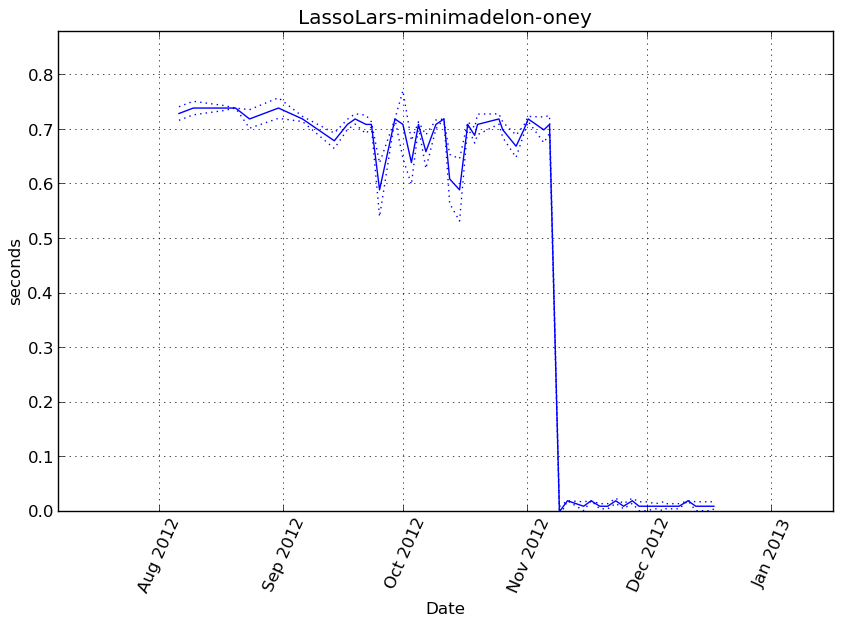 LassoLars-minimadelon-oney
0.8
0.7
0.6
0.5
0.4
0.3
0.2
0.1
0.0
seconds
Aug 2012
Sep 2012
Oct 2012
Nov 2012
Dec 2012
Jan 2013
Date